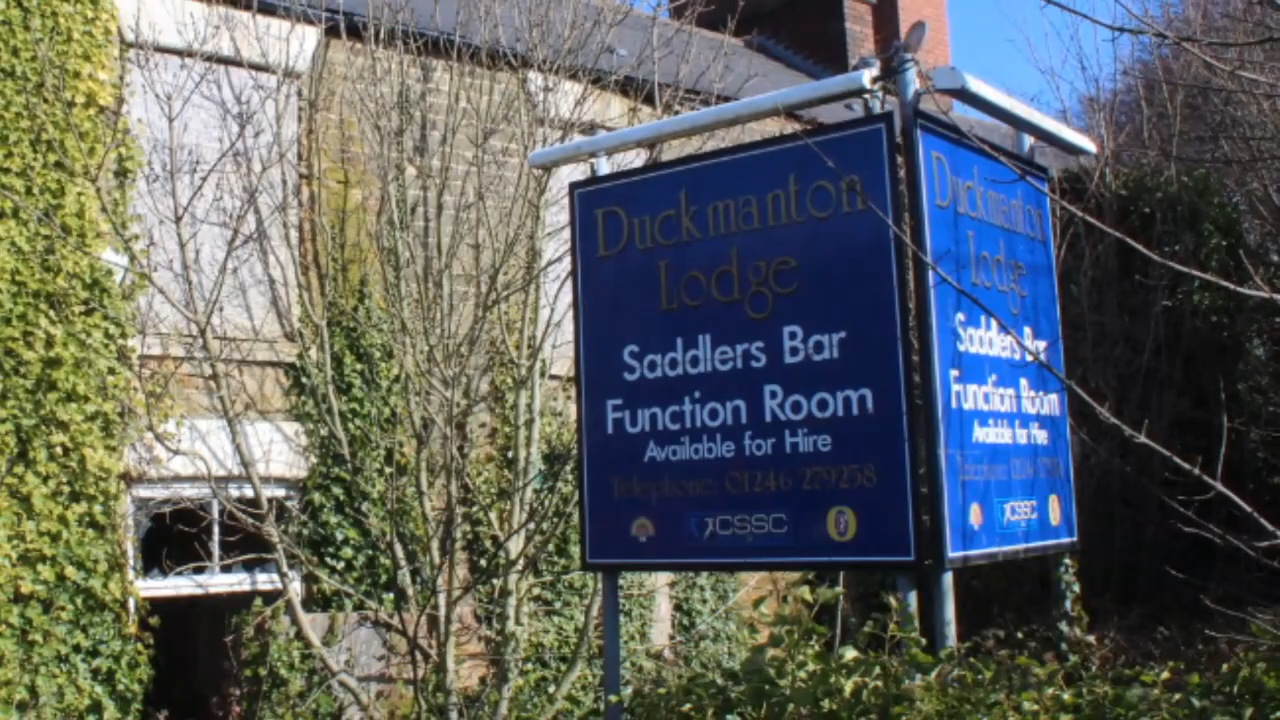 Duckmanton
Lodge
Saddlers Bar
Function Room
Available for Hire
Telephone: 01246 279258
CSSC
Duckmanton
Lodge
Saddlers Bar
Function Room
Available for Hire
Telephone:
CSSC